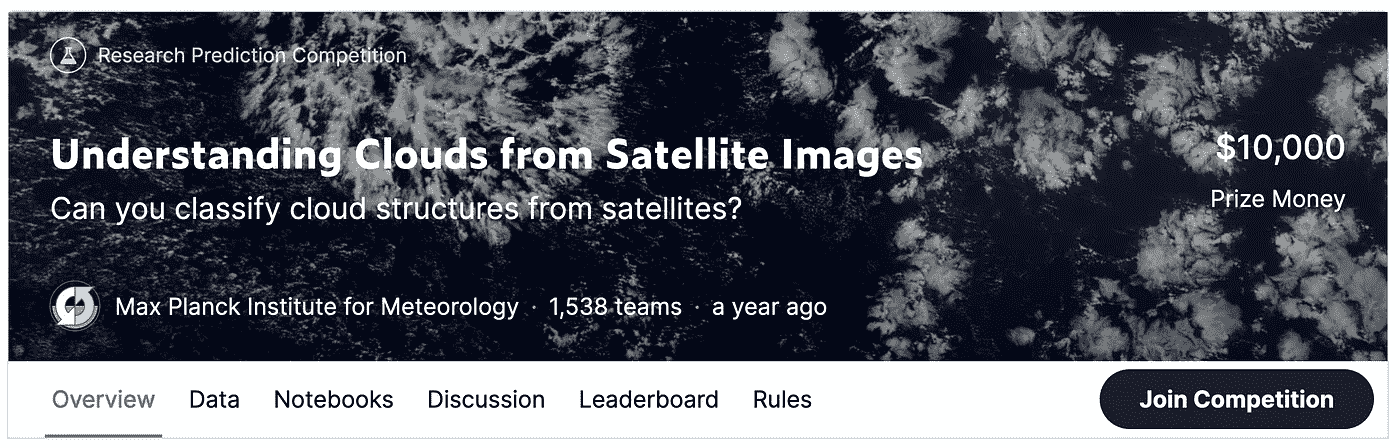 Research Prediction Competition
Understanding Clouds from Satellite Images
$10,000
Can you classify cloud structures from satellites?
Prize Money
Max Planck Institute for Meteorology · 1,538 teams · a year ago
Overview Data Notebooks Discussion Leaderboard Rules Join Competition